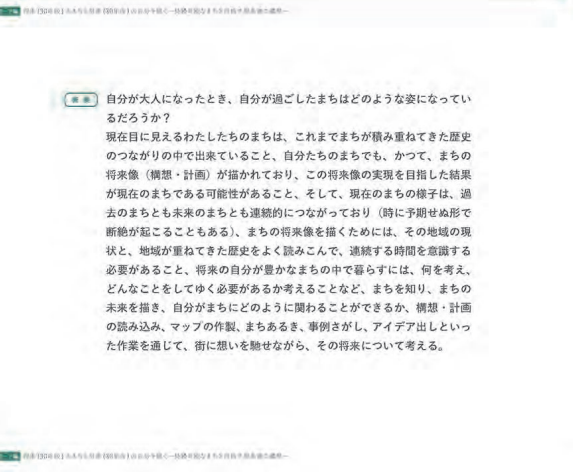 自分が大人になったとき、自分が過ごしたまちはどのような姿になってい
るだろうか？
現在目に見えるわたしたちのまちは、これまでまちが積み重ねてきた歴史
のつながりの中で出来ていること、自分たちのまちでも、かつて、まちの
将来像（構想・計画）が描かれており、この将来像の実現を目指した結果
が現在のまちである可能性があること、そして、現在のまちの様子は、過
去のまちとも未来のまちとも連続的につながっており（時に予期せぬ形で
断絶が起こることもある）、まちの将来像を描くためには、その地域の現
状と、地域が重ねてきた歴史をよく読みこんで、連続する時間を意識する
必要があること、将来の自分が豊かなまちの中で暮らすには、何を考え、
どんなことをしてゆく必要があるか考えることなど、まちを知り、まちの
未来を描き、自分がまちにどのように関わることができるか、構想・計画
の読み込み、マップの作製、まちあるき、事例さがし、アイデア出しといっ
た作業を通じて、街に想いを馳せながら、その将来について考える。